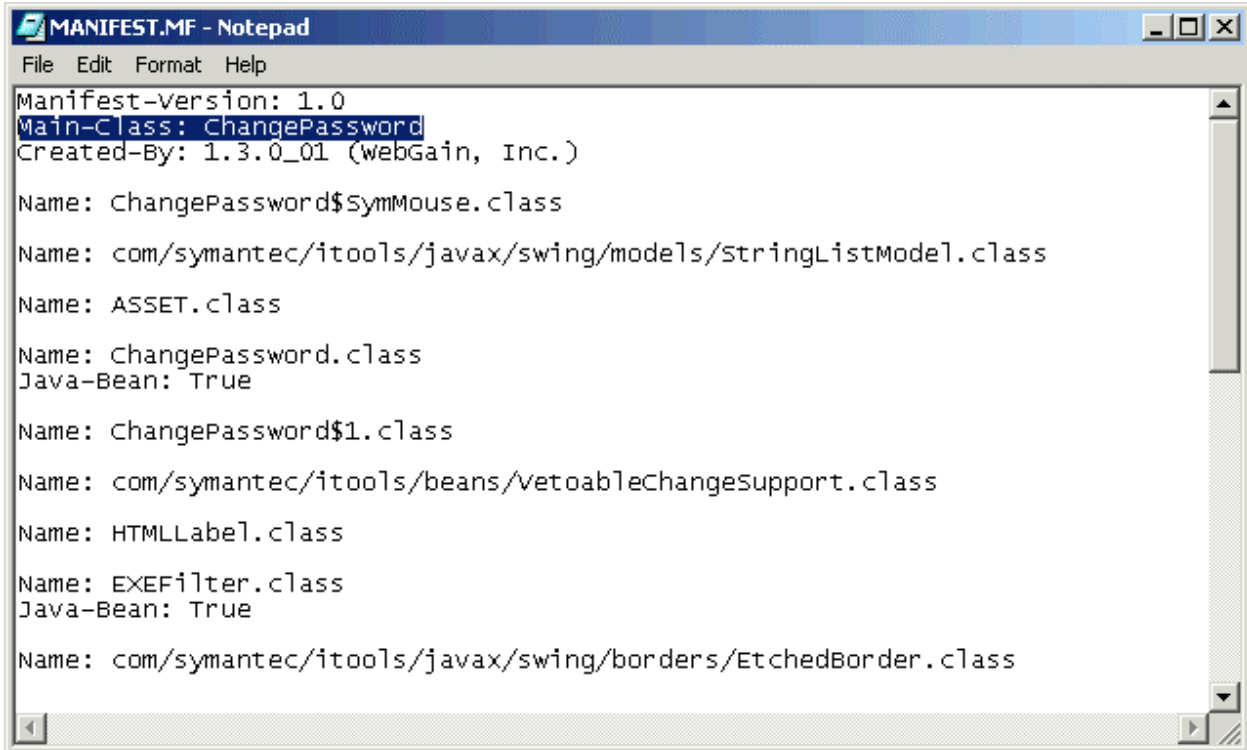 MANIFEST.MF - Notepad
File Edit Format Help
Manifest-Version: 1.0
Main-Class: ChangePassword
Created-By: 1.3.0_01 (WebGain, Inc.)
Name: ChangePassword$SymMouse.class
Name: com/symantec/itools/javax/swing/models/StringListModel.class
Name: ASSET.class
Name: ChangePassword.class
Java-Bean: True
Name: ChangePassword$1.class
Name: com/symantec/itools/beans/VetoableChangeSupport.class
Name: HTMLLabel.class
Name: EXEFilter.class
Java-Bean: True
Name: com/symantec/itools/javax/swing/borders/EtchedBorder.class